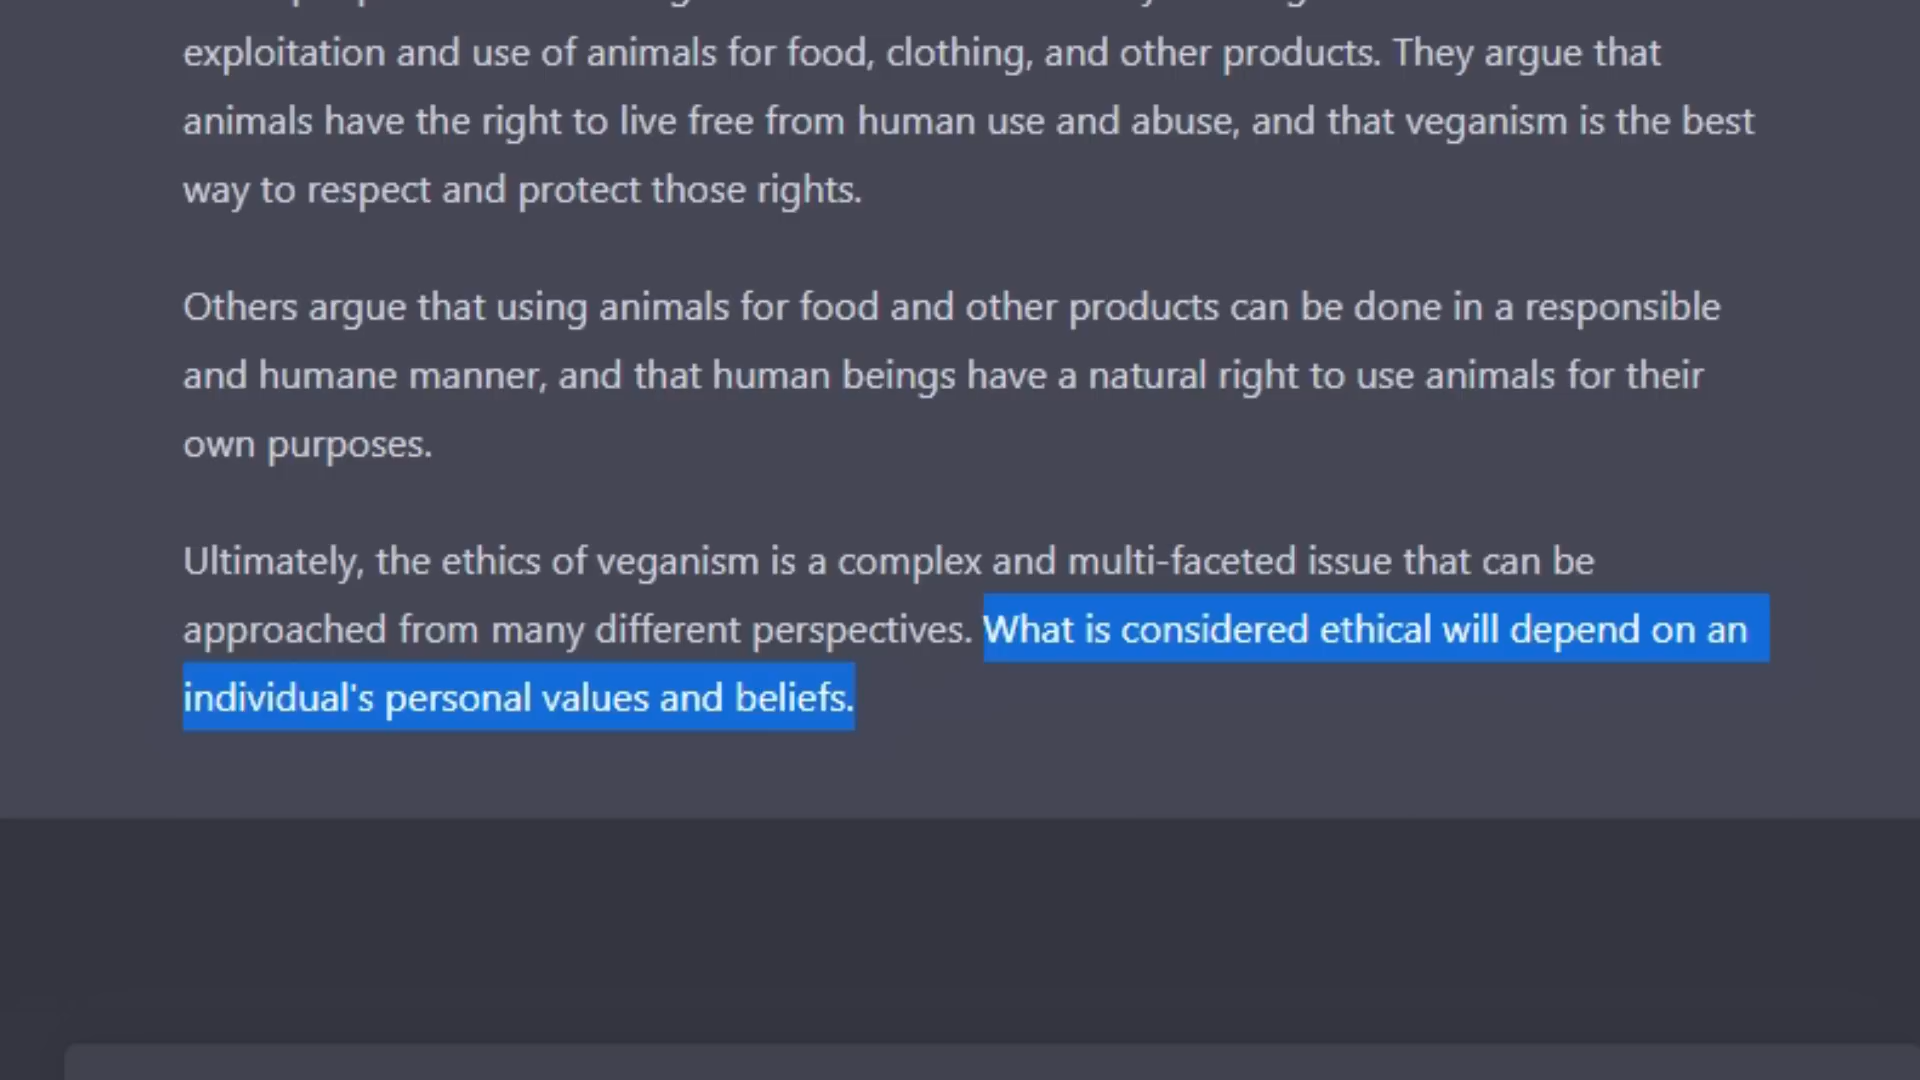 exploitation and use of animals for food, clothing, and other products. They argue that
animals have the right to live free from human use and abuse, and that veganism is the best
way to respect and protect those rights.
Others argue that using animals for food and other products can be done in a responsible
and humane manner, and that human beings have a natural right to use animals for their
own purposes.
Ultimately, the ethics of veganism is a complex and multi-faceted issue that can be
approached from many different perspectives. What is considered ethical will depend on an
individual's personal values and beliefs.